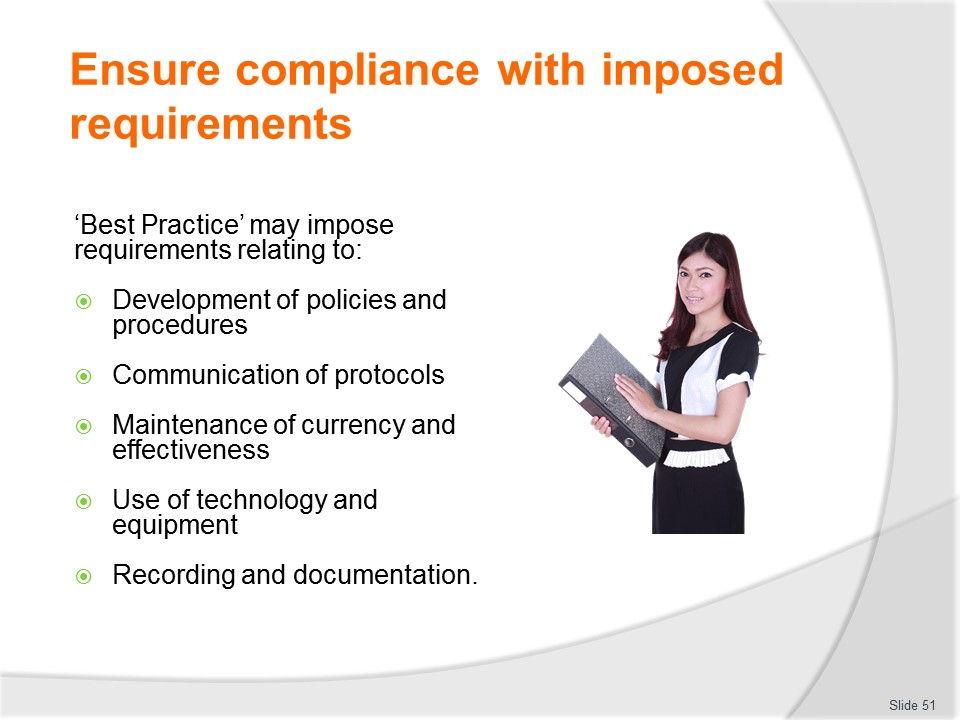 Ensure compliance with imposed
requirements
‘Best Practice’ may impose
requirements relating to:
Development of policies and
procedures
Communication of protocols
Maintenance of currency and
effectiveness
Use of technology and
equipment
Recording and documentation.
Slide 51